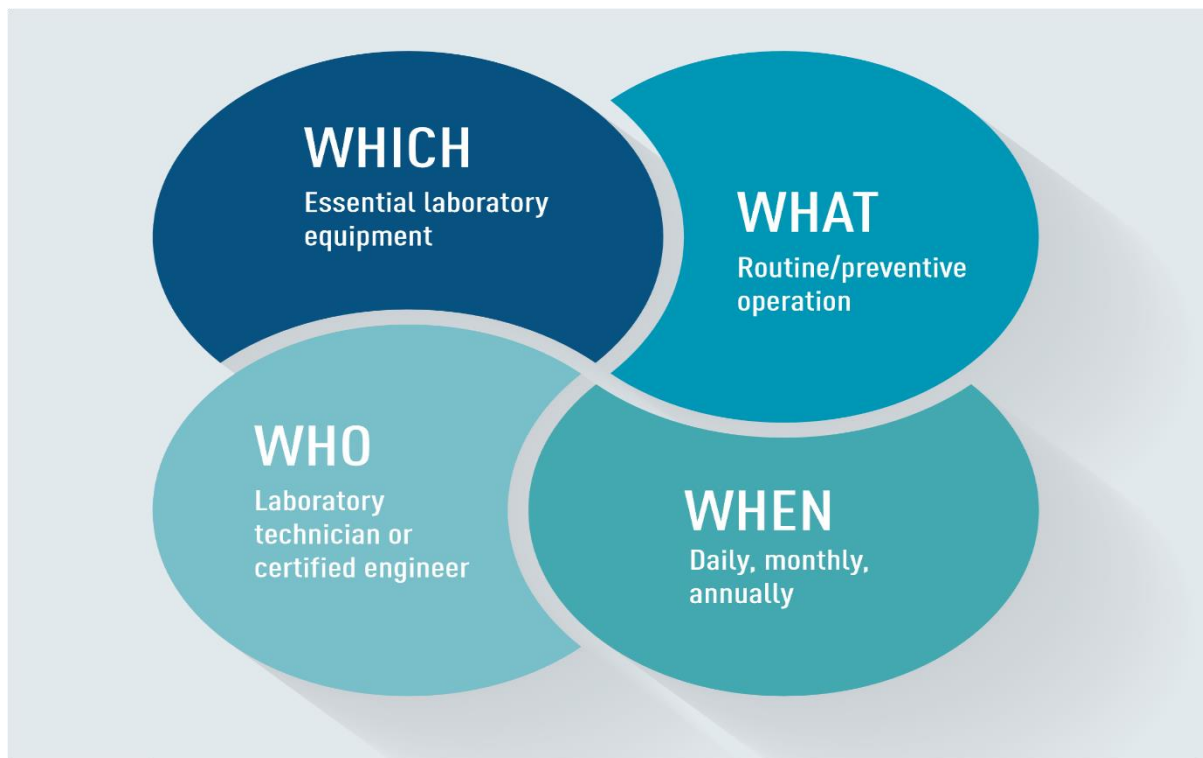 WHICH
Essential laboratory
equipment
WHAT
Routine/preventive
operation
WHO
Laboratory
technician or
certified engineer
WHEN
Daily, monthly,
annually